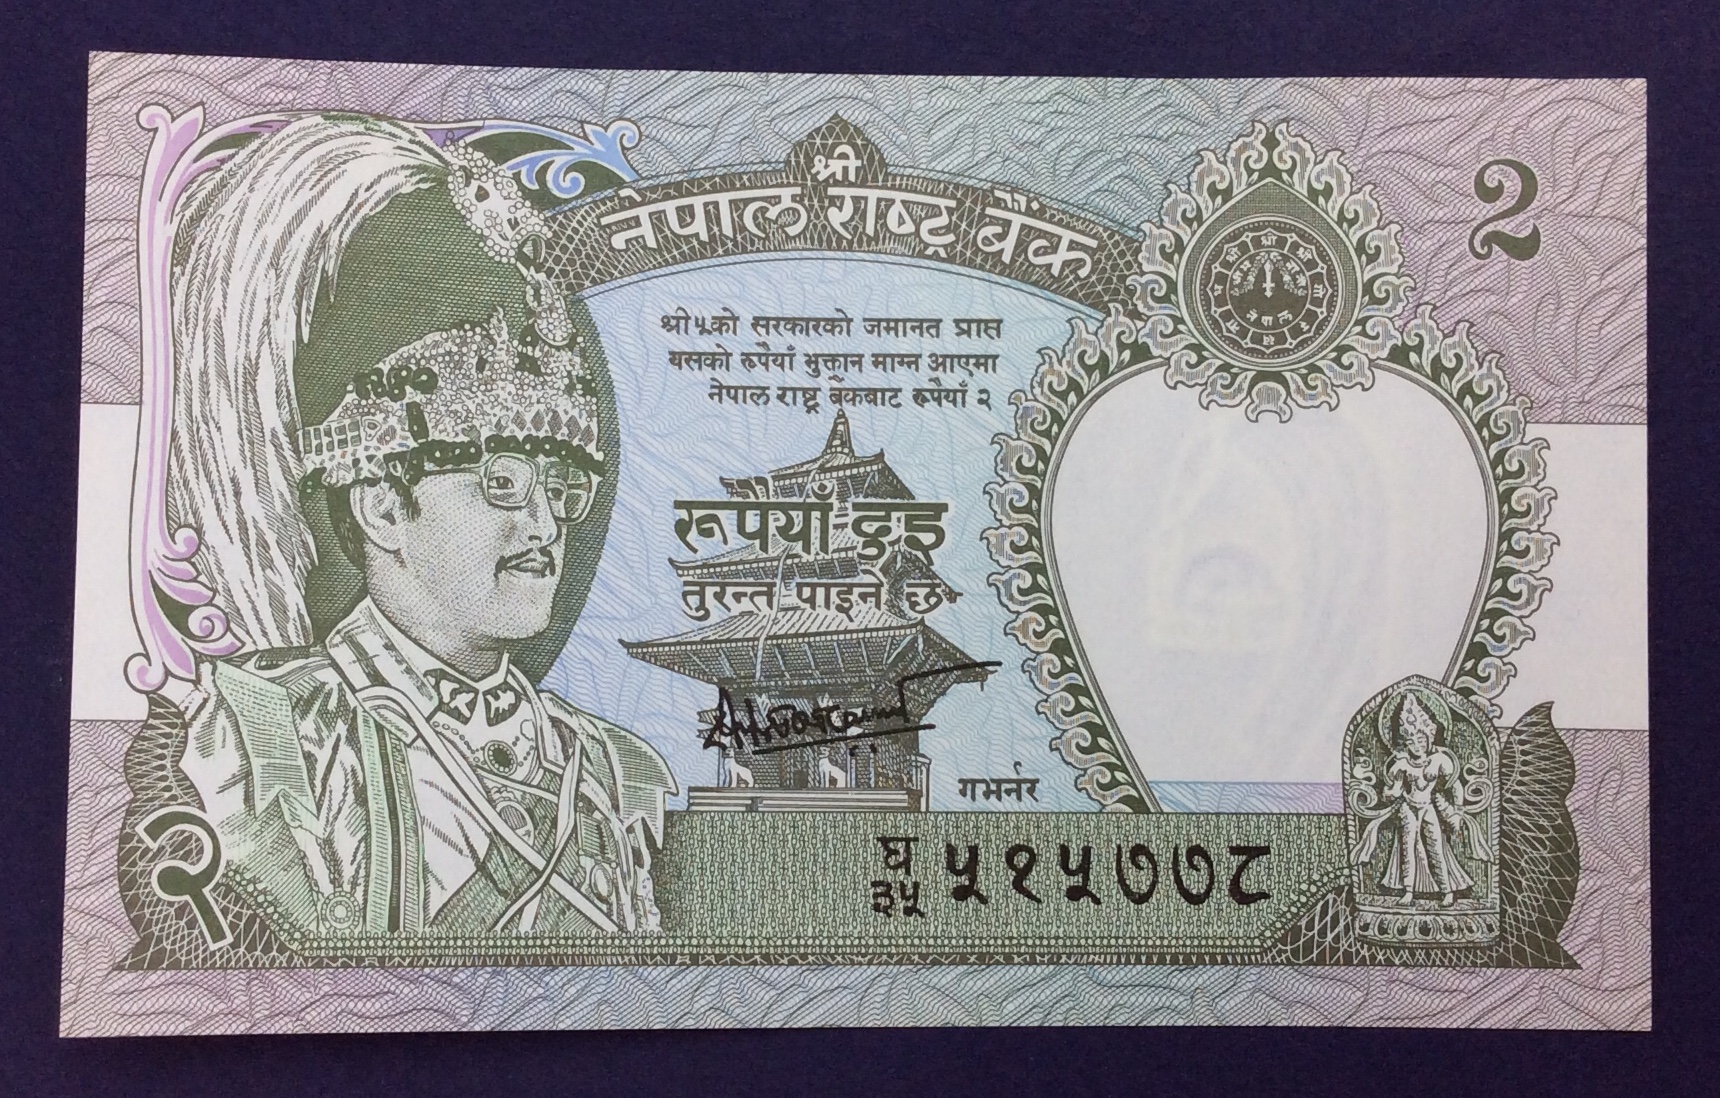 श्री
नेपाल राष्ट्र बैंक
2
श्री ५ को सरकारको जमानत प्राप्त
यसको रूपैयाँ भुक्तान माग्न आएमा
नेपाल राष्ट्र बैंकबाट रूपैयाँ २
रूपैयाँ दुइ
तुरन्त पाइने छ
गभर्नर
घ
३५ ५१५७७८
२